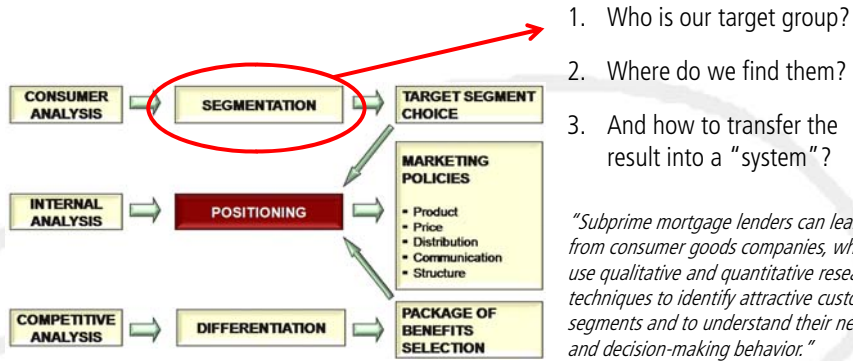 CONSUMER
ANALYSIS
SEGMENTATION
TARGET SEGMENT
CHOICE
INTERNAL
ANALYSIS
POSITIONING
MARKETING
POLICIES
▪ Product
▪ Price
▪ Distribution
▪ Communication
▪ Structure
COMPETITIVE
ANALYSIS
DIFFERENTIATION
PACKAGE OF
BENEFITS
SELECTION
1. Who is our target group?
2. Where do we find them?
3. And how to transfer the
result into a “system”?
“Subprime mortgage lenders can
from consumer goods companies,
use qualitative and quantitative
techniques to identify attractive
segments and to understand their
and decision-making behavior.”